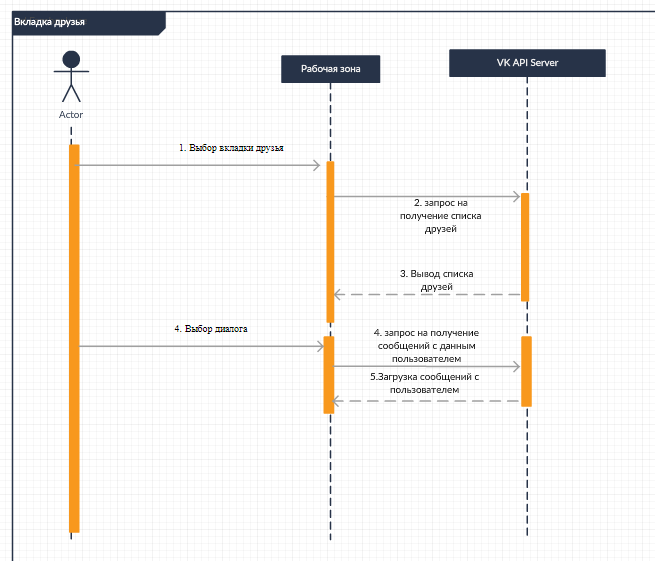 Вкладка друзья
Рабочая зона
VK API Server
Actor
1. Выбор вкладки друзья
2. запрос на
получение списка
друзей
3. Вывод списка
друзей
4. Выбор диалога
4. запрос на получение
сообщений с данным
пользователем
5.Загрузка сообщений с
пользователем